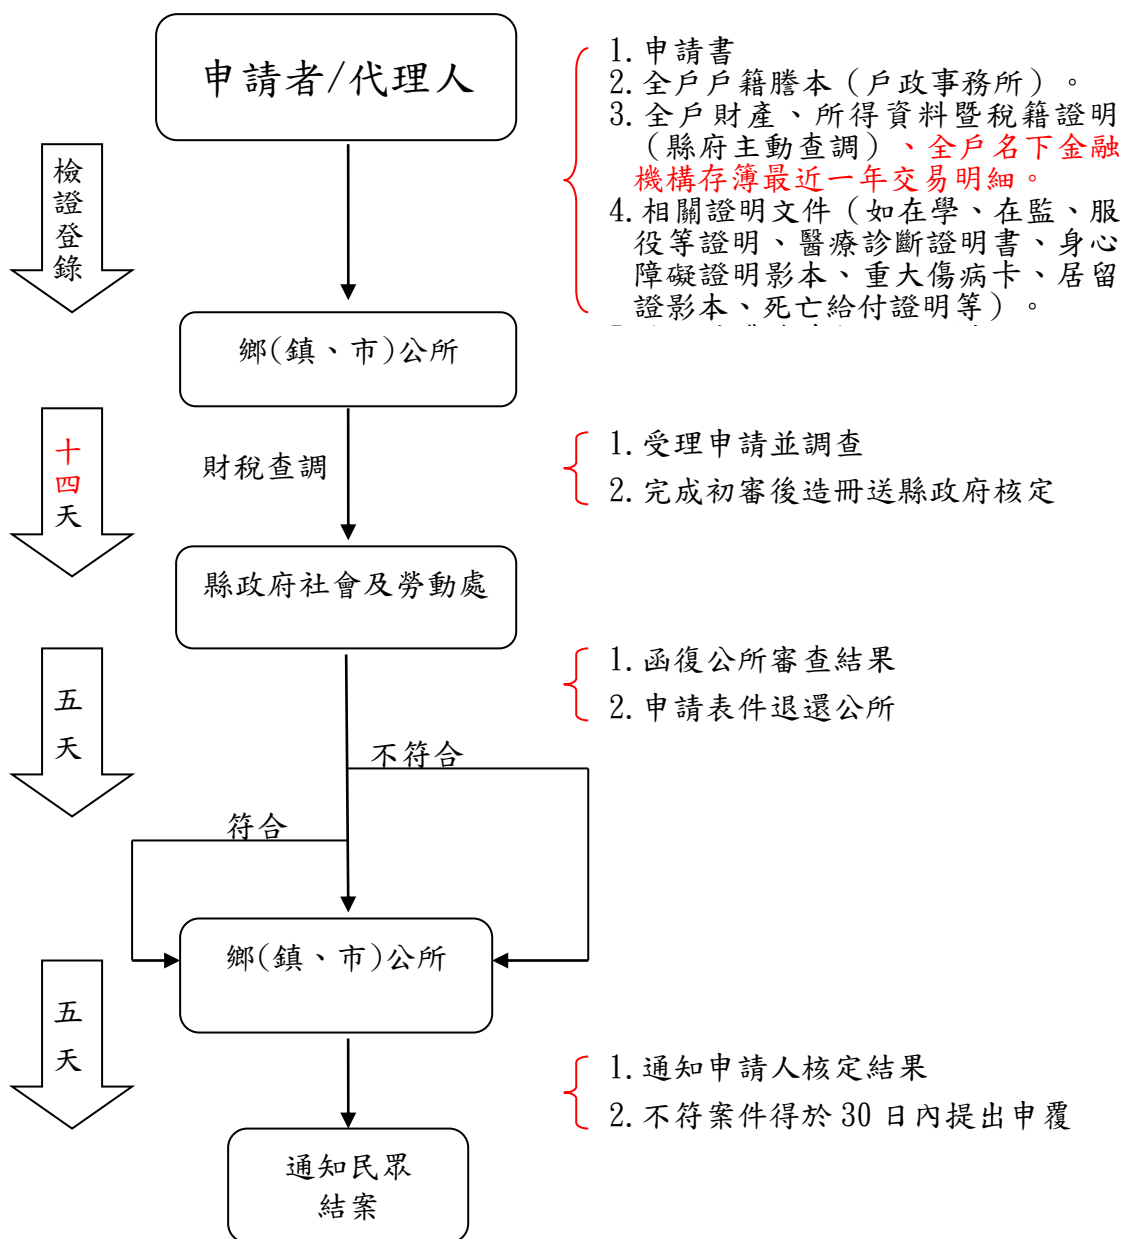 申請者/代理人
1.申請書
2.全戶戶籍謄本（戶政事務所）。
3.全戶財產、所得資料暨稅籍證明
（縣府主動查調）、全戶名下金融
機構存簿最近一年交易明細。
4.相關證明文件（如在學、在監、服
役等證明、醫療診斷證明書、身心
障礙證明影本、重大傷病卡、居留
證影本、死亡給付證明等）。
檢
證
登
錄
鄉(鎮、市)公所
十
四
天
財稅查調
1.受理申請並調查
2.完成初審後造冊送縣政府核定
縣政府社會及勞動處
五
天
1.函復公所審查結果
2.申請表件退還公所
不符合
符合
鄉(鎮、市)公所
五
天
1.通知申請人核定結果
2.不符案件得於 30 日內提出申覆
通知民眾
結案